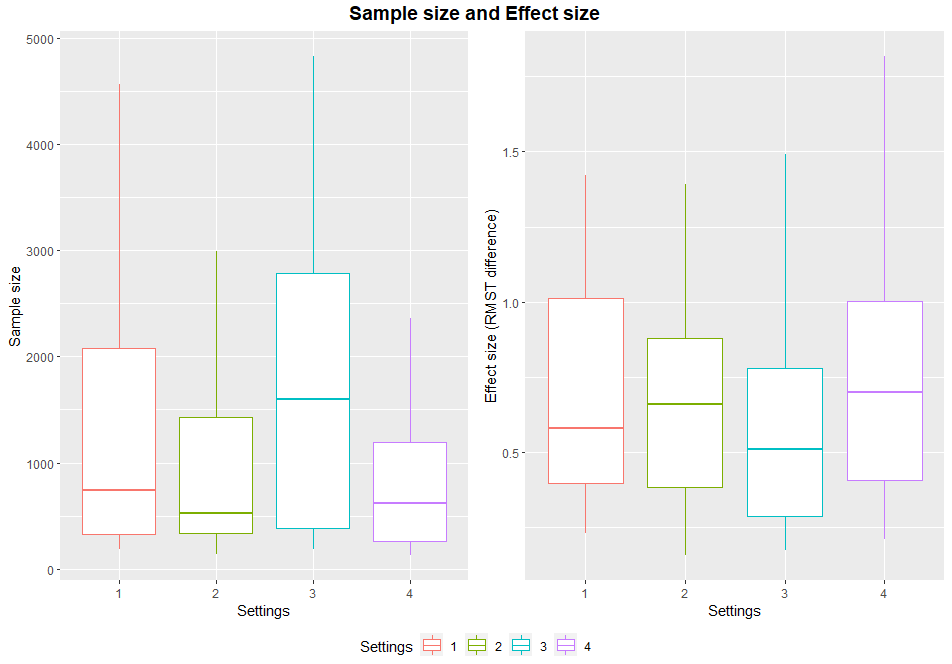 Sample size and Effect size
Sample size
5000
4000
3000
2000
1000
0
1 2 3 4
Settings
Effect size (RMST difference)
1.5
1.0
0.5
1 2 3 4
Settings
Settings 1 2 3 4